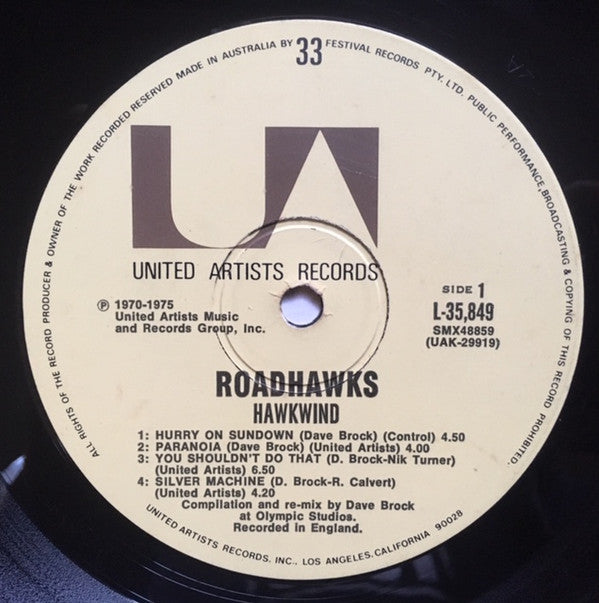 ALL RIGHTS OF THE RECORD PRODUCER & OWNER OF THE WORK RECORDED RESERVED MADE IN AUSTRALIA BY 33 FESTIVAL RECORDS PTY. LTD. PUBLIC PERFORMANCE, BROADCASTING & COPYING OF THIS RECORD PROHIBITED.
UA
UNITED ARTISTS RECORDS
℗ 1970-1975
United Artists Music
and Records Group, Inc.
SIDE 1
L-35,849
SMX48859
(UAK-29919)
ROADHAWKS
HAWKWIND
1: HURRY ON SUNDOWN (Dave Brock) (Control) 4.50
2: PARANOIA (Dave Brock) (United Artists) 4.00
3: YOU SHOULDN'T DO THAT (D. Brock-Nik Turner)
(United Artists) 6.50
4: SILVER MACHINE (D. Brock-R. Calvert)
(United Artists) 4.20
Compilation and re-mix by Dave Brock
at Olympic Studios.
Recorded in England.
UNITED ARTISTS RECORDS. INC., LOS ANGELES, CALIFORNIA 90028